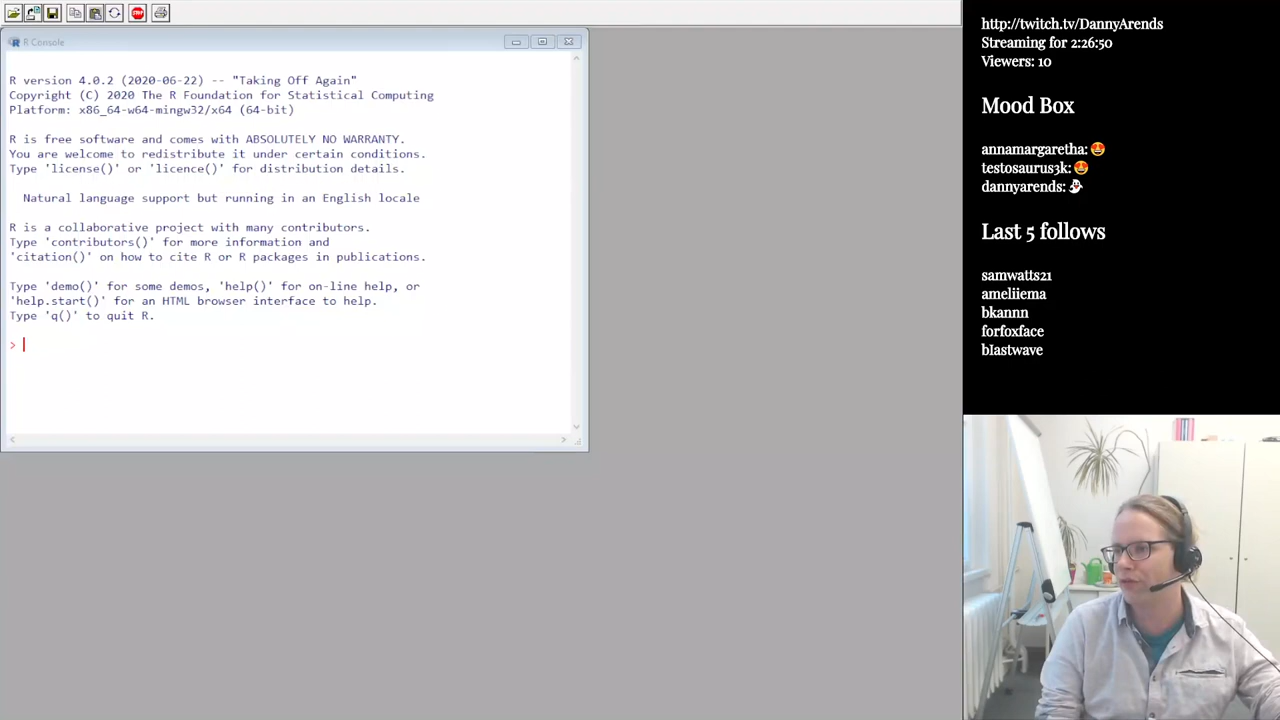 R Console
R version 4.0.2 (2020-06-22) -- "Taking Off Again"
Copyright (C) 2020 The R Foundation for Statistical Computing
Platform: x86_64-w64-mingw32/x64 (64-bit)
R is free software and comes with ABSOLUTELY NO WARRANTY.
You are welcome to redistribute it under certain conditions.
Type 'license()' or 'licence()' for distribution details.
Natural language support but running in an English locale
R is a collaborative project with many contributors.
Type 'contributors()' for more information and
'citation()' on how to cite R or R packages in publications.
Type 'demo()' for some demos, 'help()' for on-line help, or
'help.start()' for an HTML browser interface to help.
Type 'q()' to quit R.
>
http://twitch.tv/DannyArends
Streaming for 2:26:50
Viewers: 10
Mood Box
annamargaretha: 😍
testosaurus3k: 😍
dannyarends: 👻
Last 5 follows
samwatts21
ameliiema
bkannn
forfoxface
blastwave